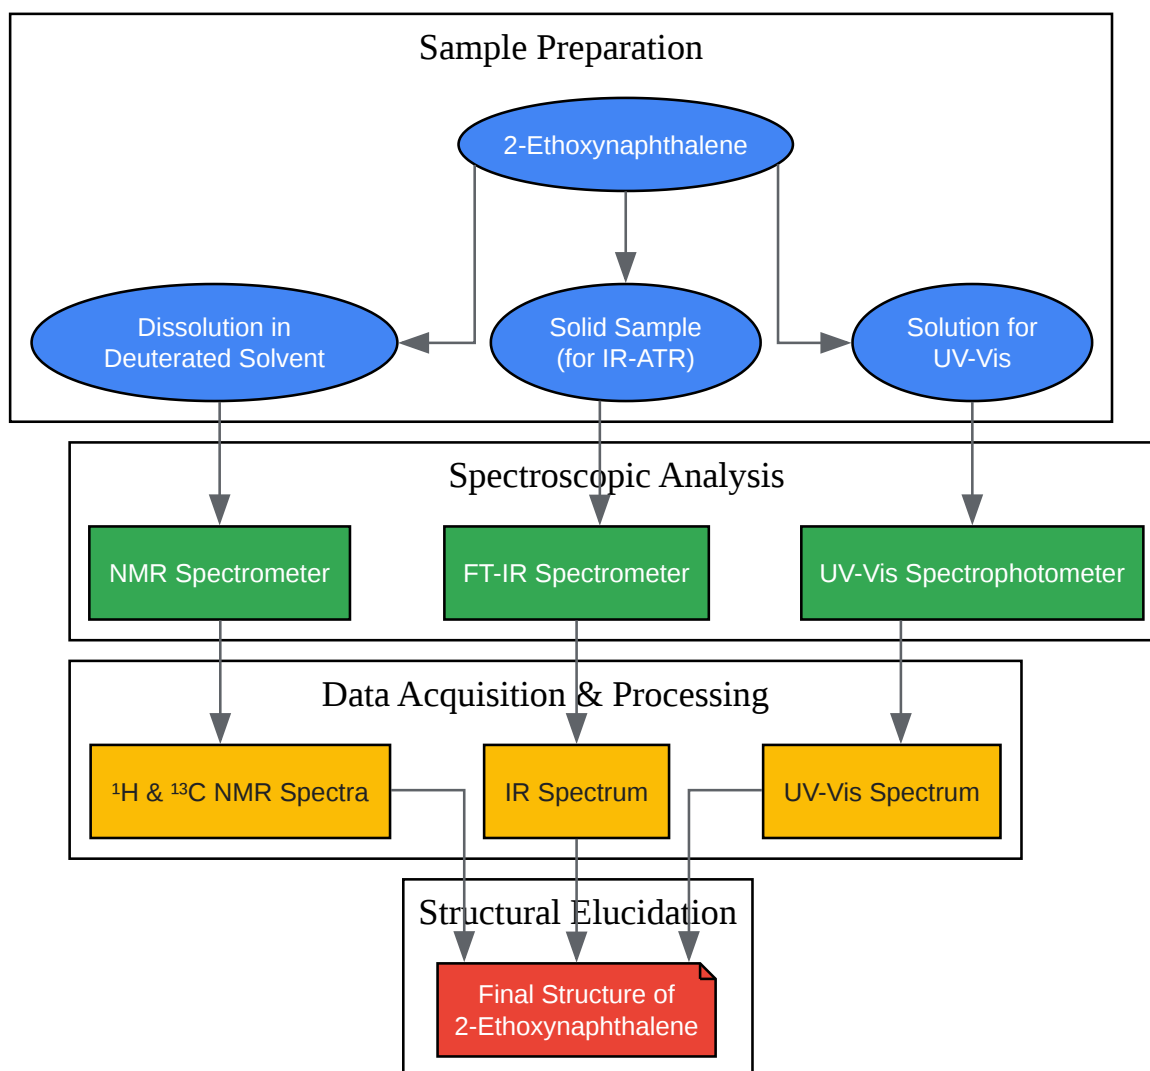 Sample Preparation
2-Ethoxynaphthalene
Dissolution in
Deuterated Solvent
Solid Sample
(for IR-ATR)
Solution for
UV-Vis
Spectroscopic Analysis
NMR Spectrometer
FT-IR Spectrometer
UV-Vis Spectrophotometer
Data Acquisition & Processing
¹H & ¹³C NMR Spectra
IR Spectrum
UV-Vis Spectrum
Structural Elucidation
Final Structure of
2-Ethoxynaphthalene